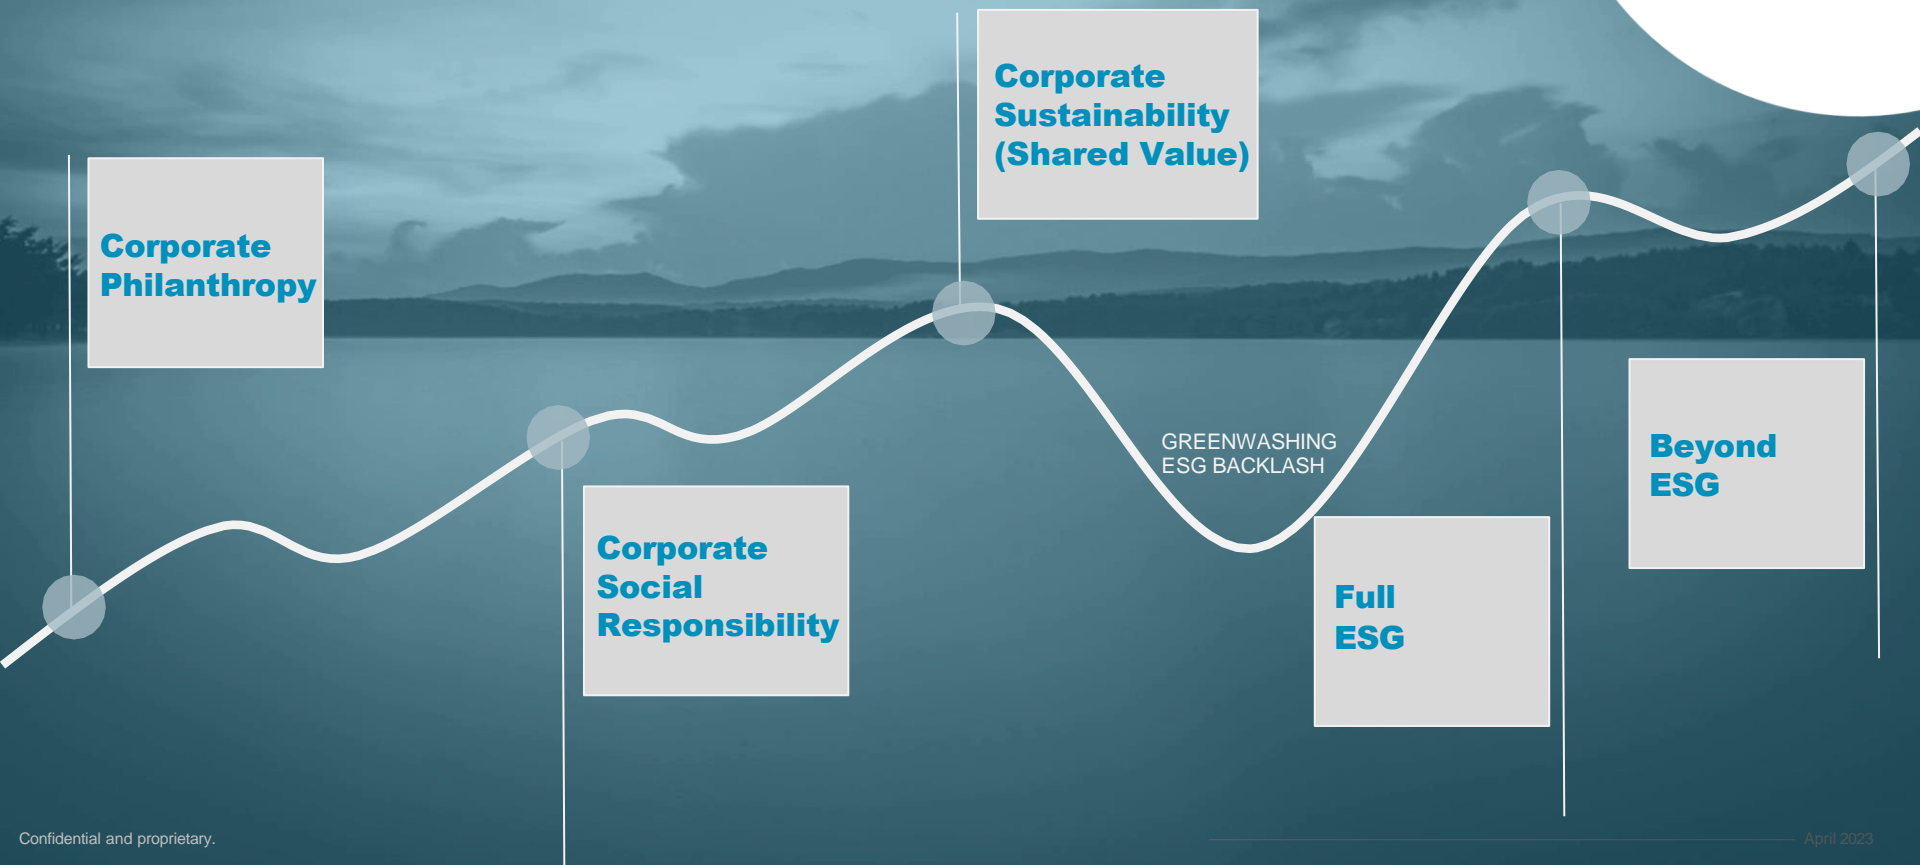 Corporate
Philanthropy
Corporate
Social
Responsibility
Corporate
Sustainability
(Shared Value)
GREENWASHING
ESG BACKLASH
Full
ESG
Beyond
ESG
Confidential and proprietary.
April 2023